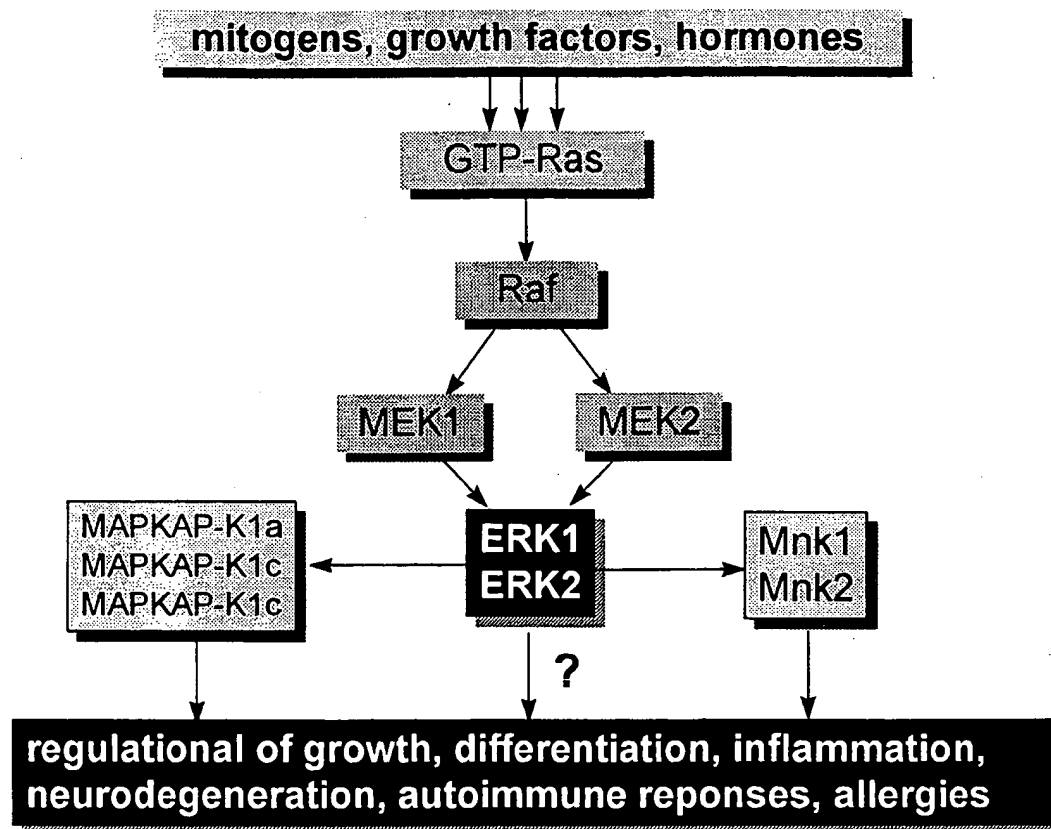 mitogens, growth factors, hormones
GTP-Ras
Raf
MEK1
MEK2
MAPKAP-K1a
MAPKAP-K1c
MAPKAP-K1c
ERK1
ERK2
Mnk1
Mnk2
?
regulational of growth, differentiation, inflammation,
neurodegeneration, autoimmune reponses, allergies